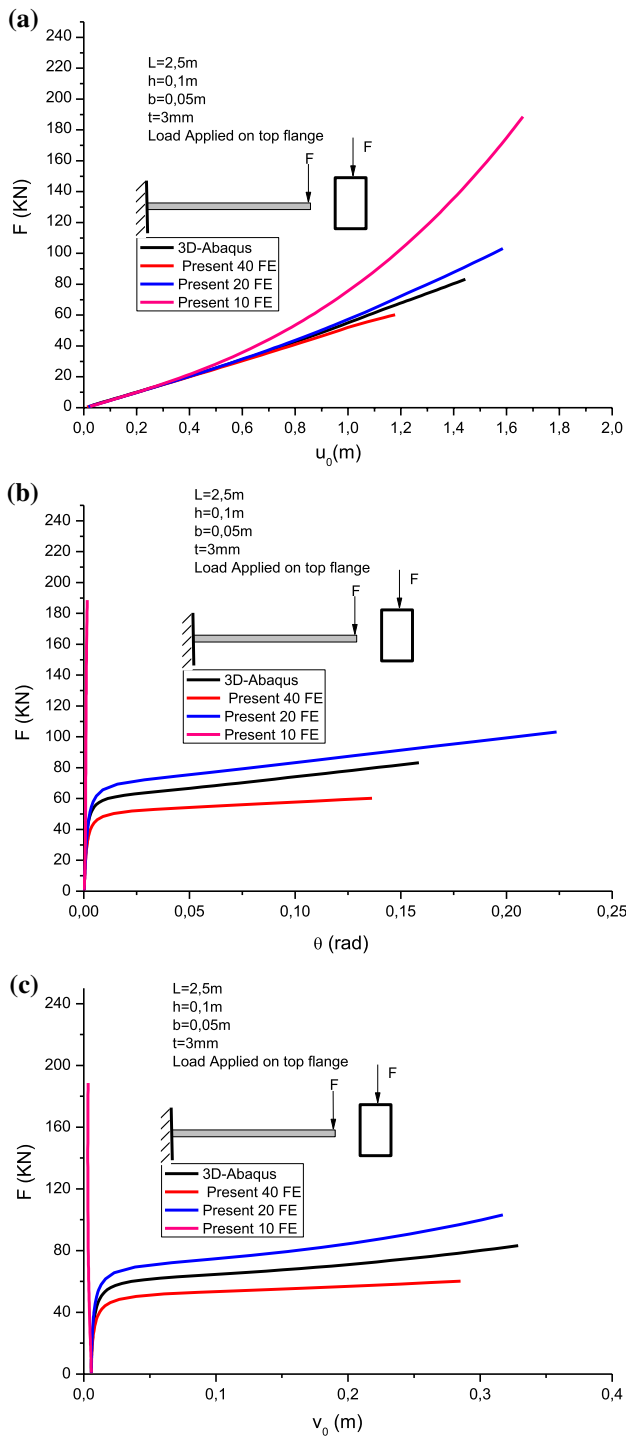 (a)
240
220
200
180
160
140
120
100
80
60
40
20
0
F (KN)
L=2,5m
h=0,1m
b=0,05m
t=3mm
Load Applied on top flange
F
F
3D-Abaqus
Present 40 FE
Present 20 FE
Present 10 FE
0,0 0,2 0,4 0,6 0,8 1,0 1,2 1,4 1,6 1,8 2,0
u0(m)
(b)
240
220
200
180
160
140
120
100
80
60
40
20
0
F (KN)
L=2,5m
h=0,1m
b=0,05m
t=3mm
Load Applied on top flange
F
F
3D-Abaqus
Present 40 FE
Present 20 FE
Present 10 FE
0,00 0,05 0,10 0,15 0,20 0,25
θ (rad)
(c)
240
200
160
120
80
40
0
F (KN)
L=2,5m
h=0,1m
b=0,05m
t=3mm
Load Applied on top flange
F
F
3D-Abaqus
Present 40 FE
Present 20 FE
Present 10 FE
0,0 0,1 0,2 0,3 0,4
v0 (m)